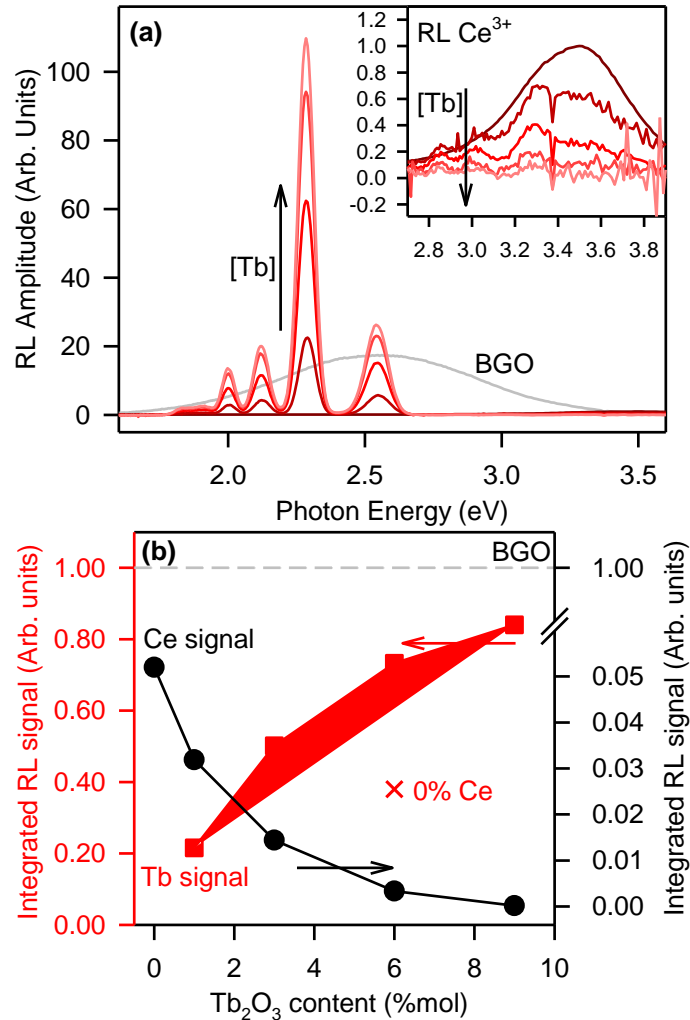 (a)
RL Ce3+
[Tb]
1.2
1.0
0.8
0.6
0.4
0.2
0.0
-0.2
2.8 3.0 3.2 3.4 3.6 3.8
RL Amplitude (Arb. Units)
100
80
60
40
20
0
[Tb]
BGO
2.0 2.5 3.0 3.5
Photon Energy (eV)
(b)
BGO
Integrated RL signal (Arb. units)
1.00
0.80
0.60
0.40
0.20
0.00
Ce signal
0% Ce
Tb signal
1.00
0.05
0.04
0.03
0.02
0.01
0.00
Integrated RL signal (Arb. units)
0 2 4 6 8 10
Tb2O3 content (%mol)